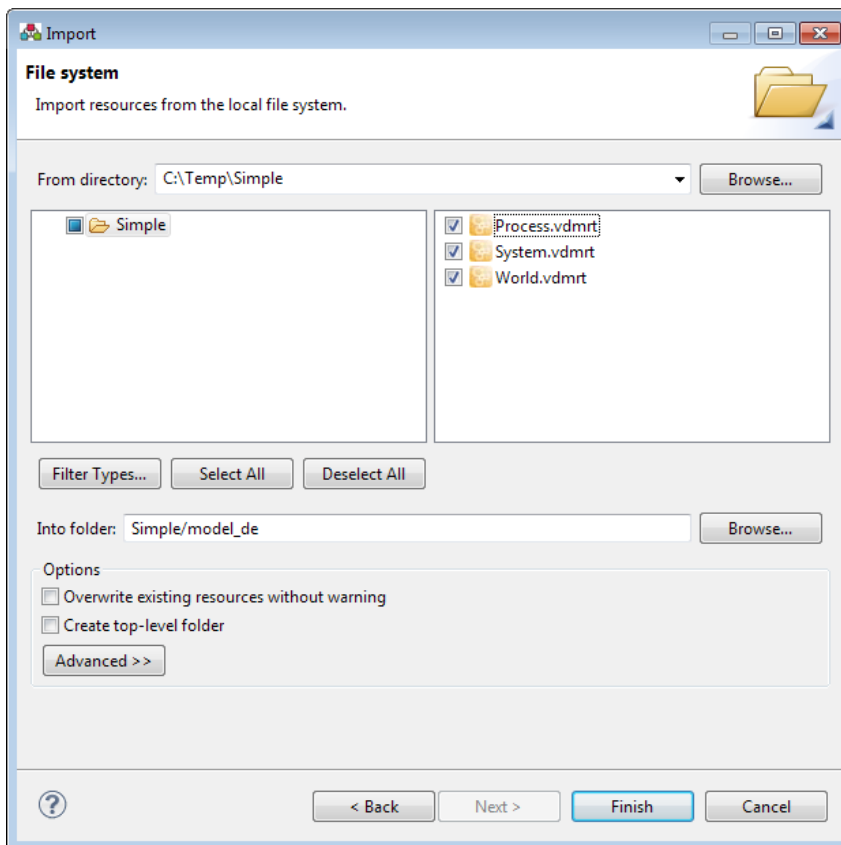 Import
File system
Import resources from the local file system.
From directory: C:\Temp\Simple Browse...
Simple
Process.vdmrt
System.vdmrt
World.vdmrt
Filter Types... Select All Deselect All
Into folder: Simple/model_de Browse...
Options
Overwrite existing resources without warning
Create top-level folder
Advanced >>
? < Back Next > Finish Cancel